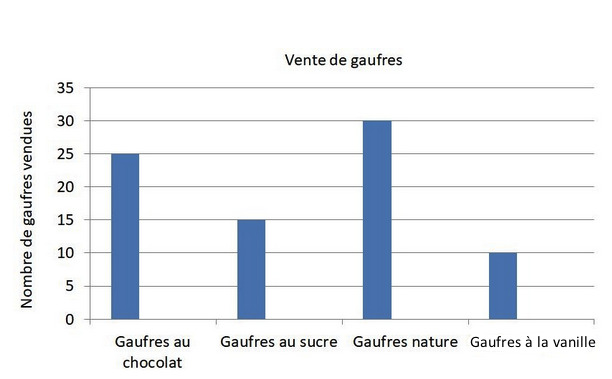 Vente de gaufres
Nombre de gaufres vendues
35
30
25
20
15
10
5
0
Gaufres au
chocolat
Gaufres au sucre
Gaufres nature
Gaufres à la vanille